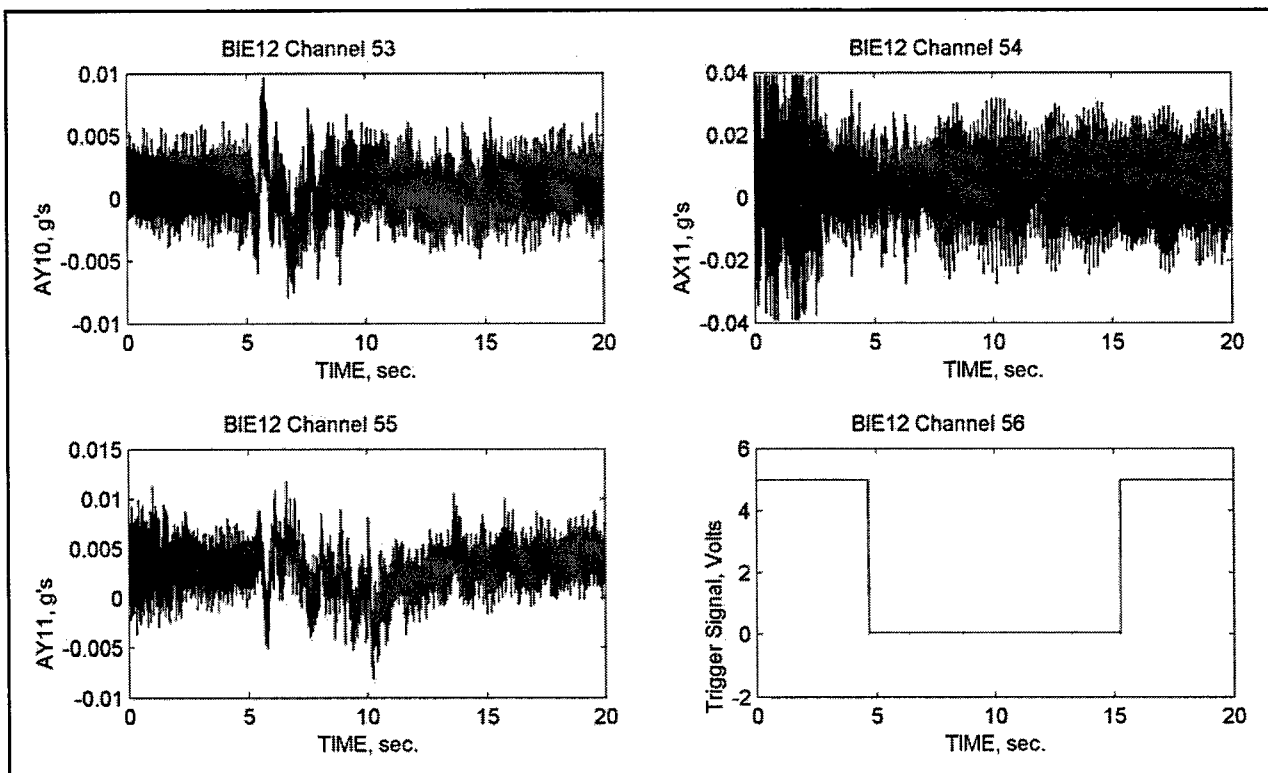 BIE12 Channel 53
0.01
0.005
0
-0.005
-0.01
AY10, g's
0 5 10 15 20
TIME, sec.
BIE12 Channel 54
0.04
0.02
0
-0.02
-0.04
AX11, g's
0 5 10 15 20
TIME, sec.
BIE12 Channel 55
0.015
0.01
0.005
0
-0.005
-0.01
AY11, g's
0 5 10 15 20
TIME, sec.
BIE12 Channel 56
6
4
2
0
-2
Trigger Signal, Volts
0 5 10 15 20
TIME, sec.